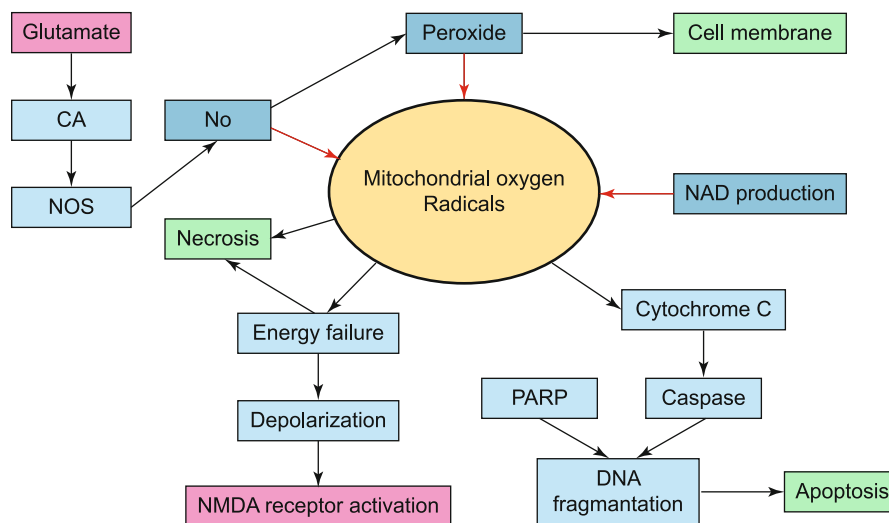 Glutamate
Peroxide
Cell membrane
CA
No
NOS
Mitochondrial oxygen
Radicals
NAD production
Necrosis
Energy failure
Cytochrome C
Depolarization
PARP
Caspase
NMDA receptor activation
DNA
fragmantation
Apoptosis